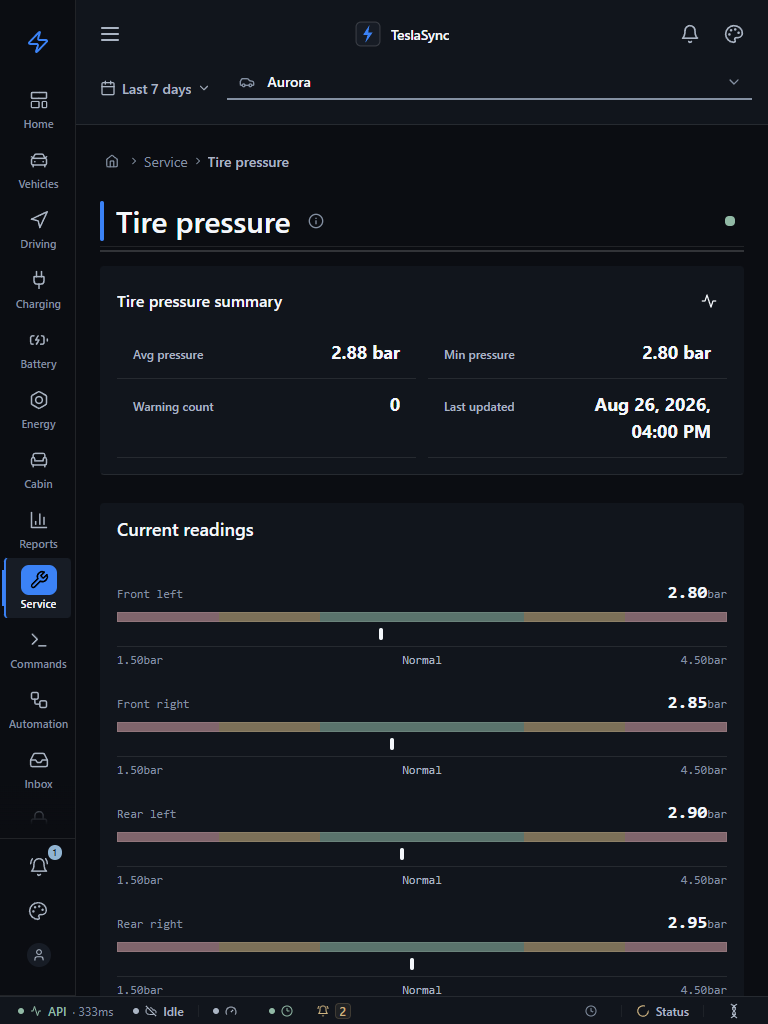 TeslaSync
Last 7 days
Aurora
Home
Vehicles
Driving
Charging
Battery
Energy
Cabin
Reports
Service
Commands
Automation
Inbox
1
Service
Tire pressure
Tire pressure
Tire pressure summary
Avg pressure
2.88 bar
Min pressure
2.80 bar
Warning count
0
Last updated
Aug 26, 2026,
04:00 PM
Current readings
Front left
2.80bar
1.50bar
Normal
4.50bar
Front right
2.85bar
1.50bar
Normal
4.50bar
Rear left
2.90bar
1.50bar
Normal
4.50bar
Rear right
2.95bar
1.50bar
Normal
4.50bar
API · 333ms
Idle
2
Status